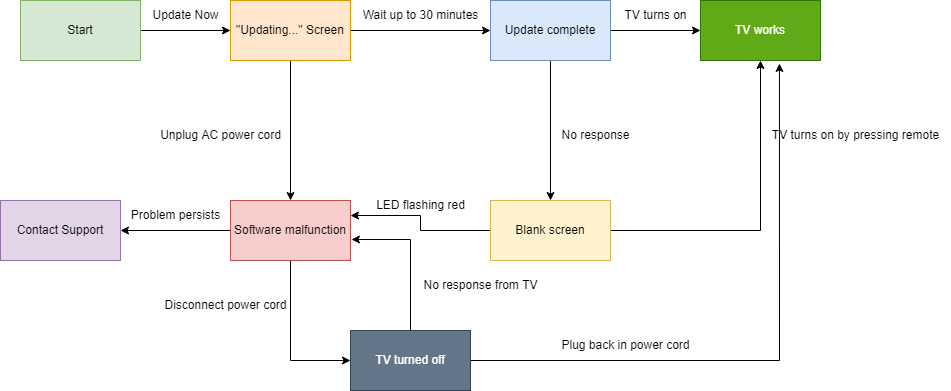 Update Now
Wait up to 30 minutes
TV turns on
Start
"Updating..." Screen
Update complete
TV works
Unplug AC power cord
No response
TV turns on by pressing remote
LED flashing red
Problem persists
Contact Support
Software malfunction
Blank screen
No response from TV
Disconnect power cord
Plug back in power cord
TV turned off